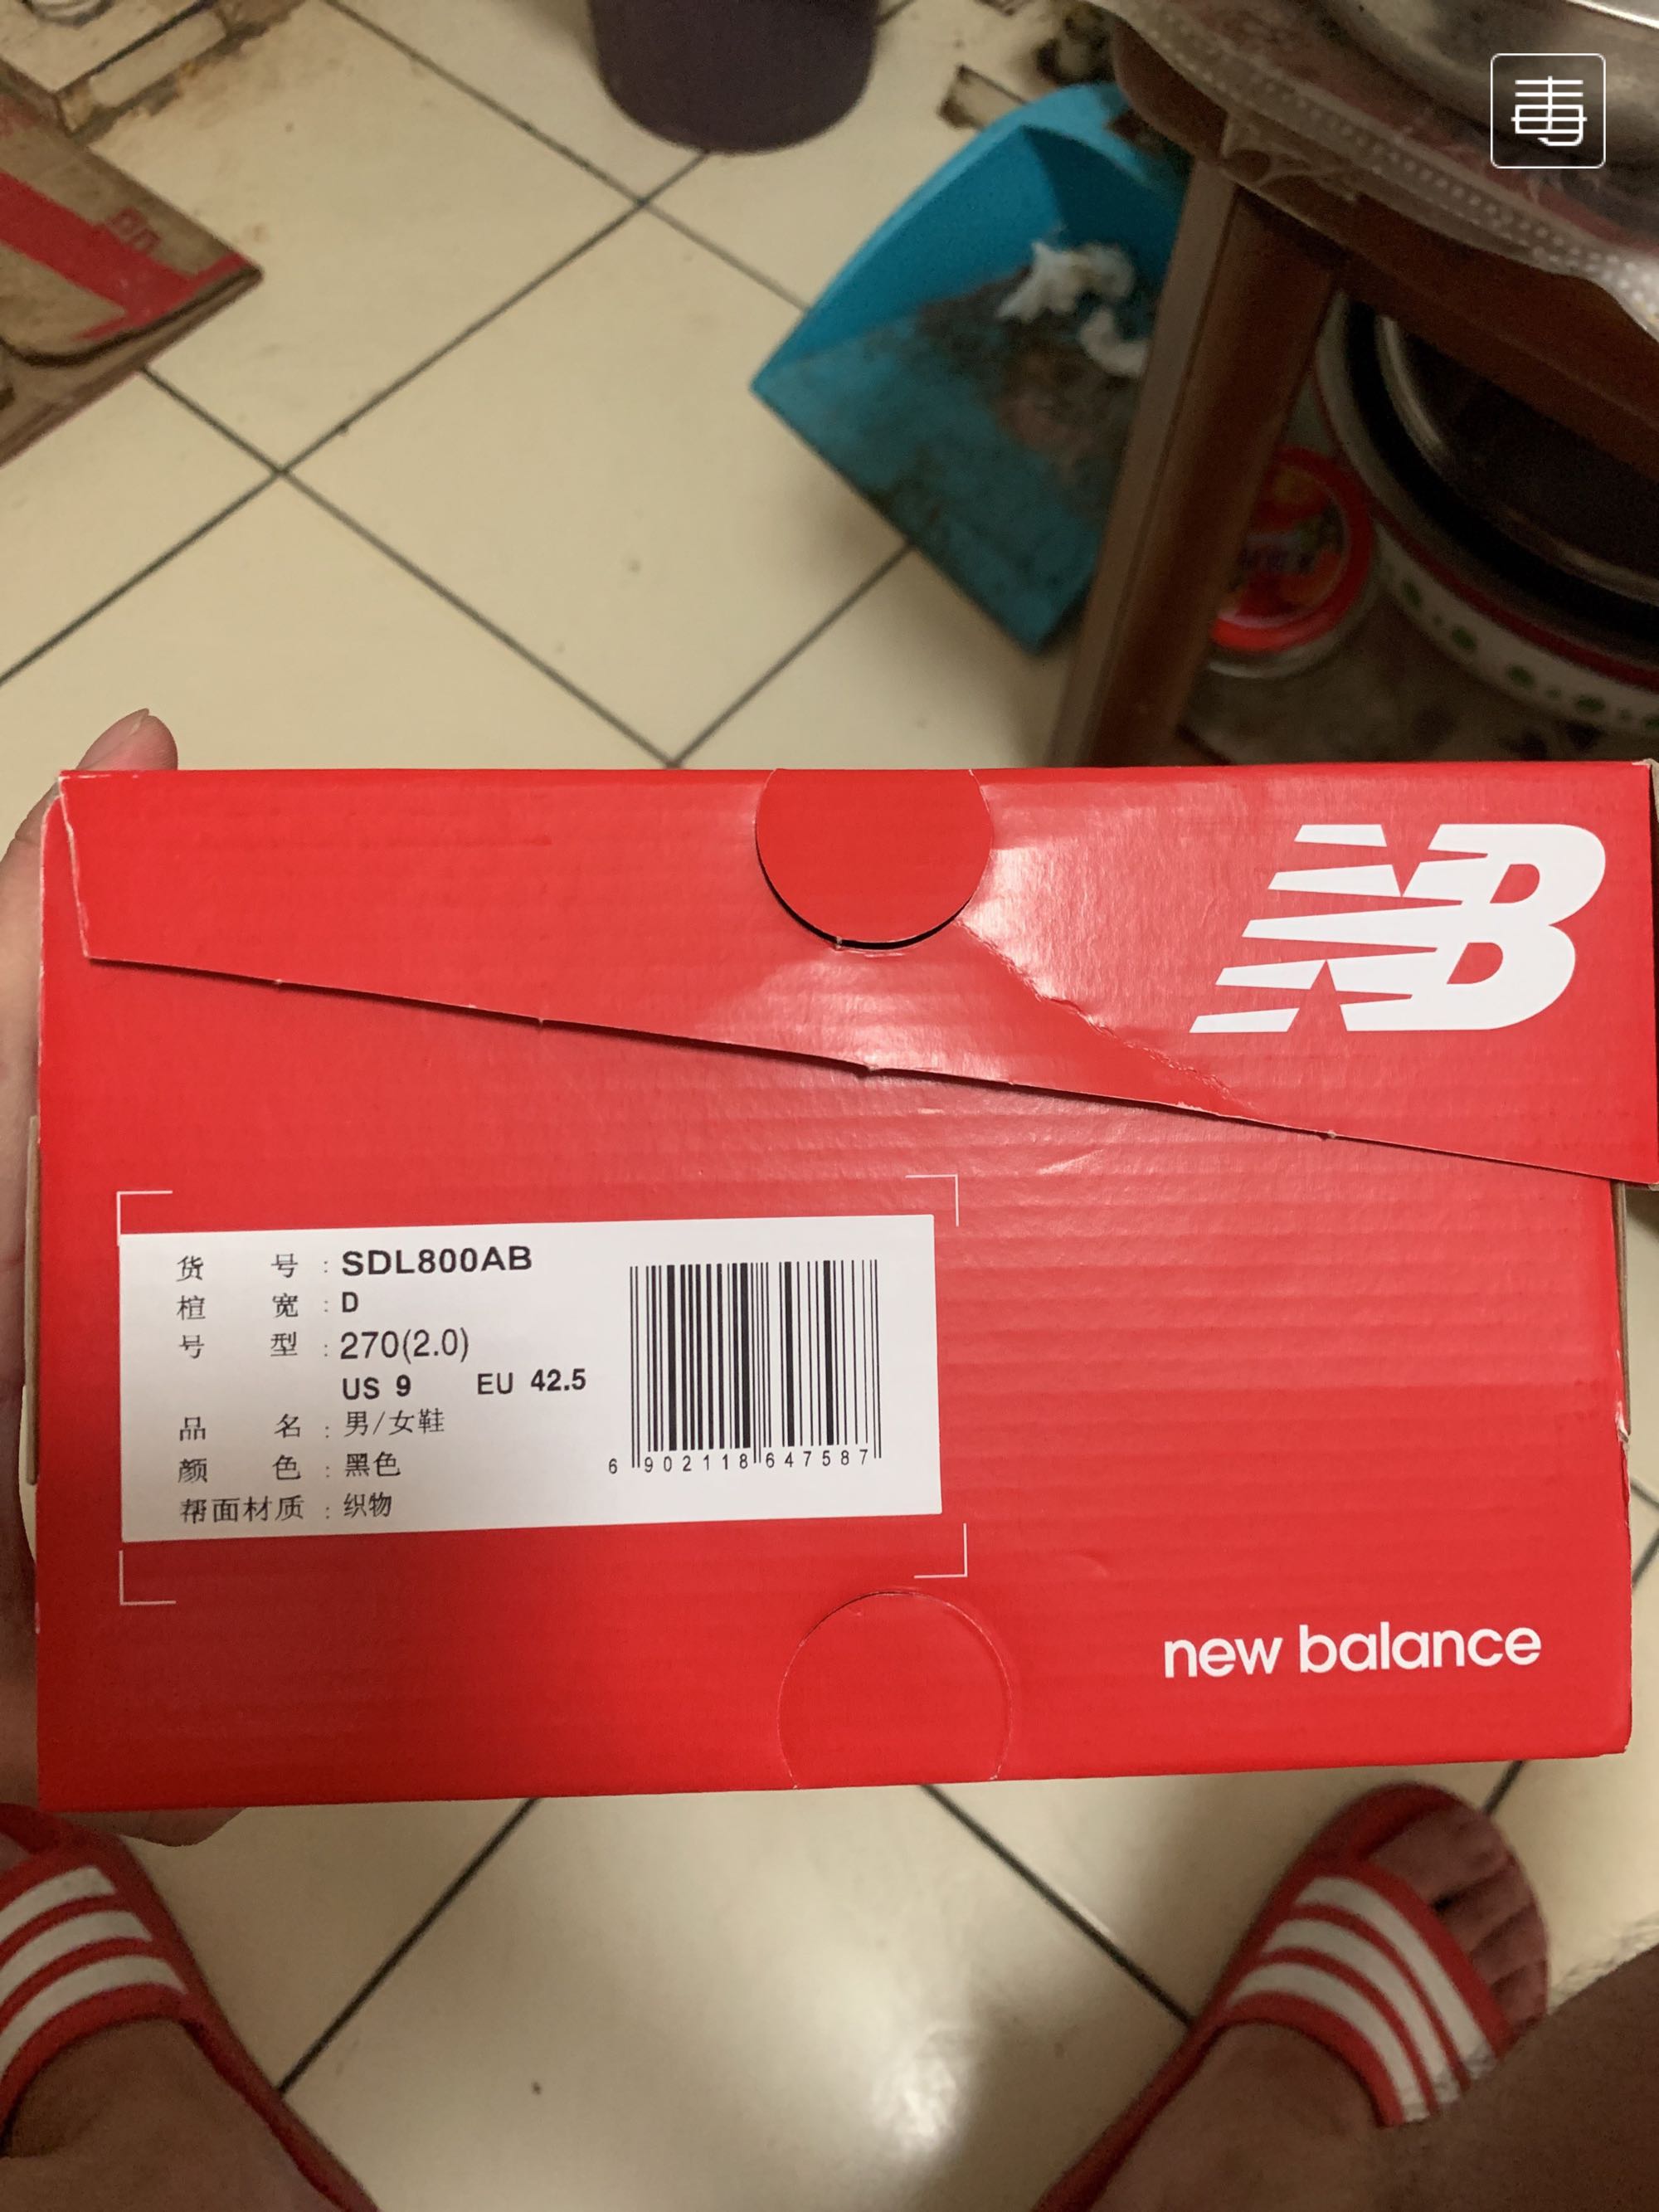 毒
NB
货 号 : SDL800AB
楦 宽 : D
号 型 : 270(2.0)
US 9 EU 42.5
品 名 : 男/女鞋
颜 色 : 黑色
帮面材质 : 织物
6 902118 647587
new balance